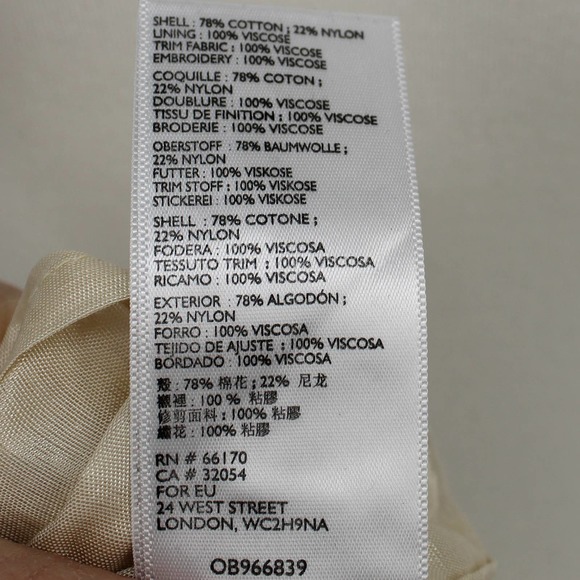 SHELL : 78% COTTON ; 22% NYLON
LINING : 100% VISCOSE
TRIM FABRIC : 100% VISCOSE
EMBROIDERY : 100% VISCOSE
COQUILLE : 78% COTON ;
22% NYLON
DOUBLURE : 100% VISCOSE
TISSU DE FINITION ; 100% VISCOSE
BRODERIE : 100% VISCOSE
OBERSTOFF : 78% BAUMWOLLE ;
22% NYLON
FUTTER : 100% VISKOSE
TRIM STOFF : 100% VISKOSE
STICKEREI : 100% VISKOSE
SHELL : 78% COTONE ;
22% NYLON
FODERA : 100% VISCOSA
TESSUTO TRIM ; 100% VISCOSA
RICAMO : 100% VISCOSA
EXTERIOR : 78% ALGODÓN ;
22% NYLON
FORRO : 100% VISCOSA
TEJIDO DE AJUSTE ; 100% VISCOSA
BORDADO : 100% VISCOSA
殼 : 78% 棉花 ; 22% 尼龙
襯裡 : 100 % 粘膠
修剪面料 : 100% 粘膠
繡花 : 100% 粘膠
RN # 66170
CA # 32054
FOR EU
24 WEST STREET
LONDON, WC2H9NA
OB966839